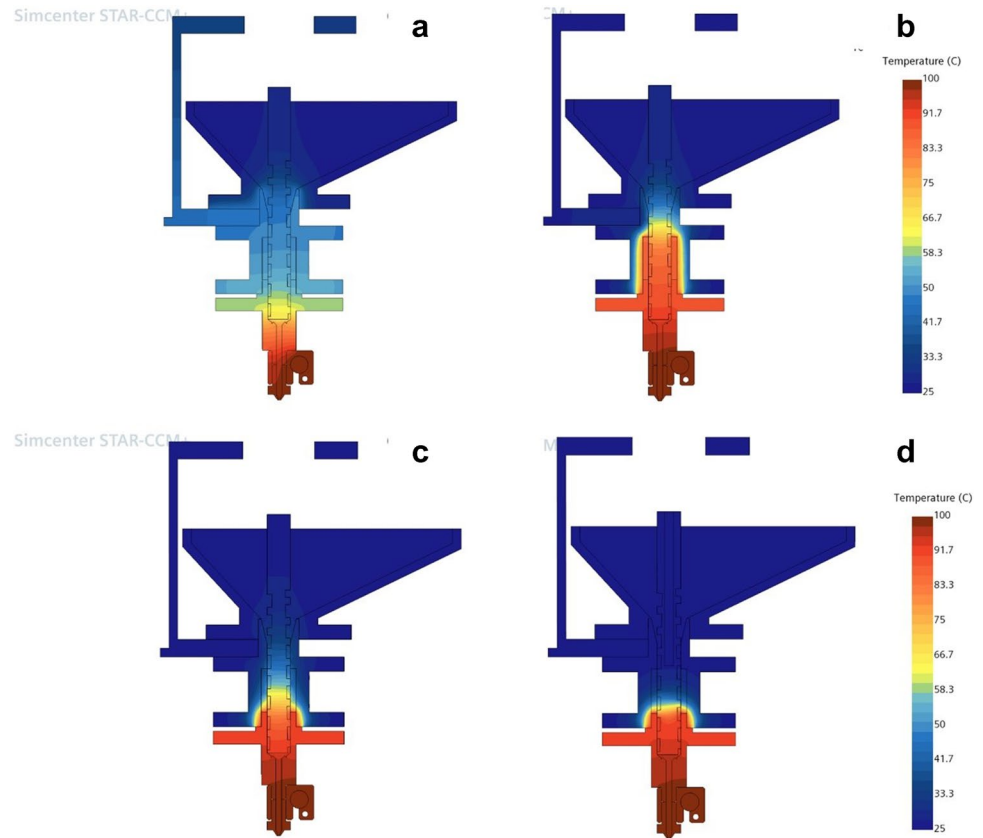 Simcenter STAR-CCM+
a
b
Temperature (C)
100
91.7
83.3
75
66.7
58.3
50
41.7
33.3
25
Simcenter STAR-CCM+
c
d
Temperature (C)
100
91.7
83.3
75
66.7
58.3
50
41.7
33.3
25